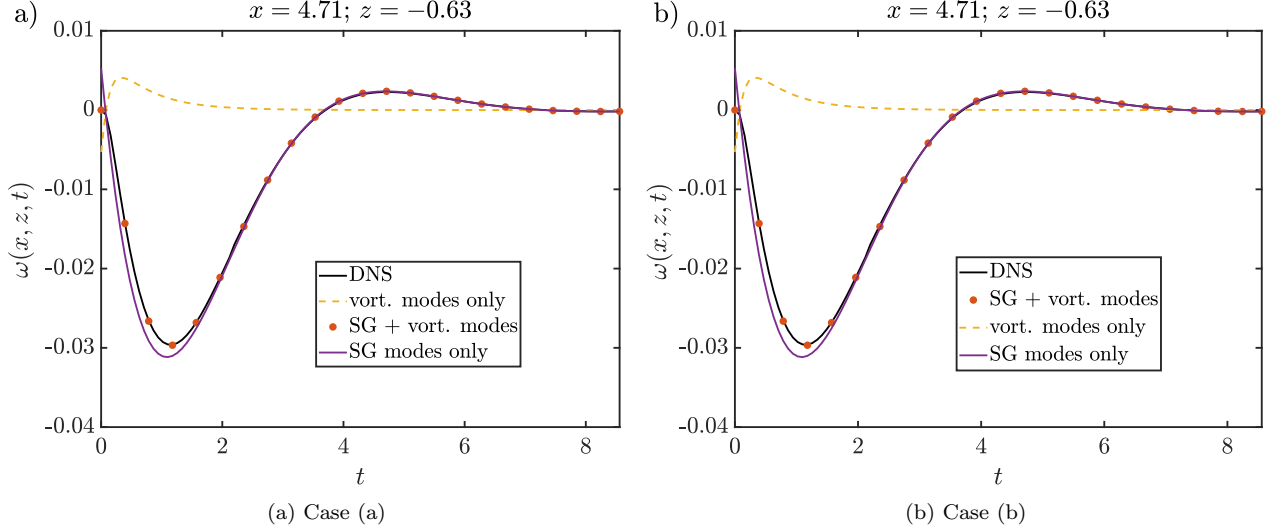 a)
x = 4.71; z = −0.63
0.01
0
-0.01
-0.02
-0.03
-0.04
ω(x, z, t)
DNS
vort. modes only
SG + vort. modes
SG modes only
0 2 4 6 8
t
(a) Case (a)
b)
x = 4.71; z = −0.63
0.01
0
-0.01
-0.02
-0.03
-0.04
ω(x, z, t)
DNS
SG + vort. modes
vort. modes only
SG modes only
0 2 4 6 8
t
(b) Case (b)